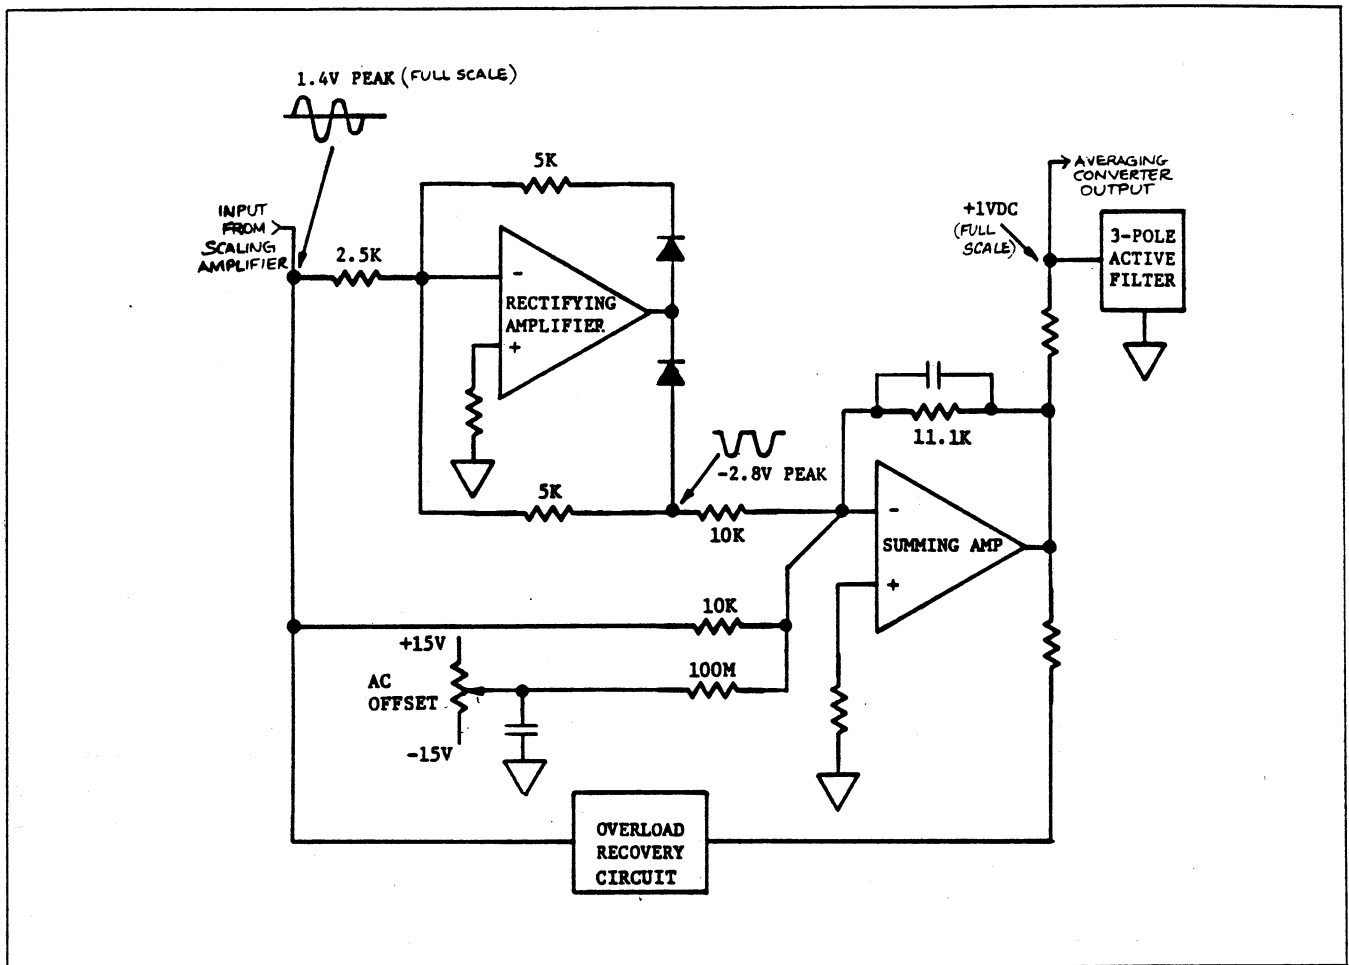 1.4V PEAK (FULL SCALE)
5K
AVERAGING
CONVERTER
OUTPUT
INPUT
FROM
SCALING
AMPLIFIER
2.5K
+1VDC
(FULL
SCALE)
3-POLE
ACTIVE
FILTER
-
RECTIFYING
AMPLIFIER
+
11.1K
-2.8V PEAK
5K
10K
-
SUMMING AMP
+
10K
+15V
100M
AC
OFFSET
-15V
OVERLOAD
RECOVERY
CIRCUIT